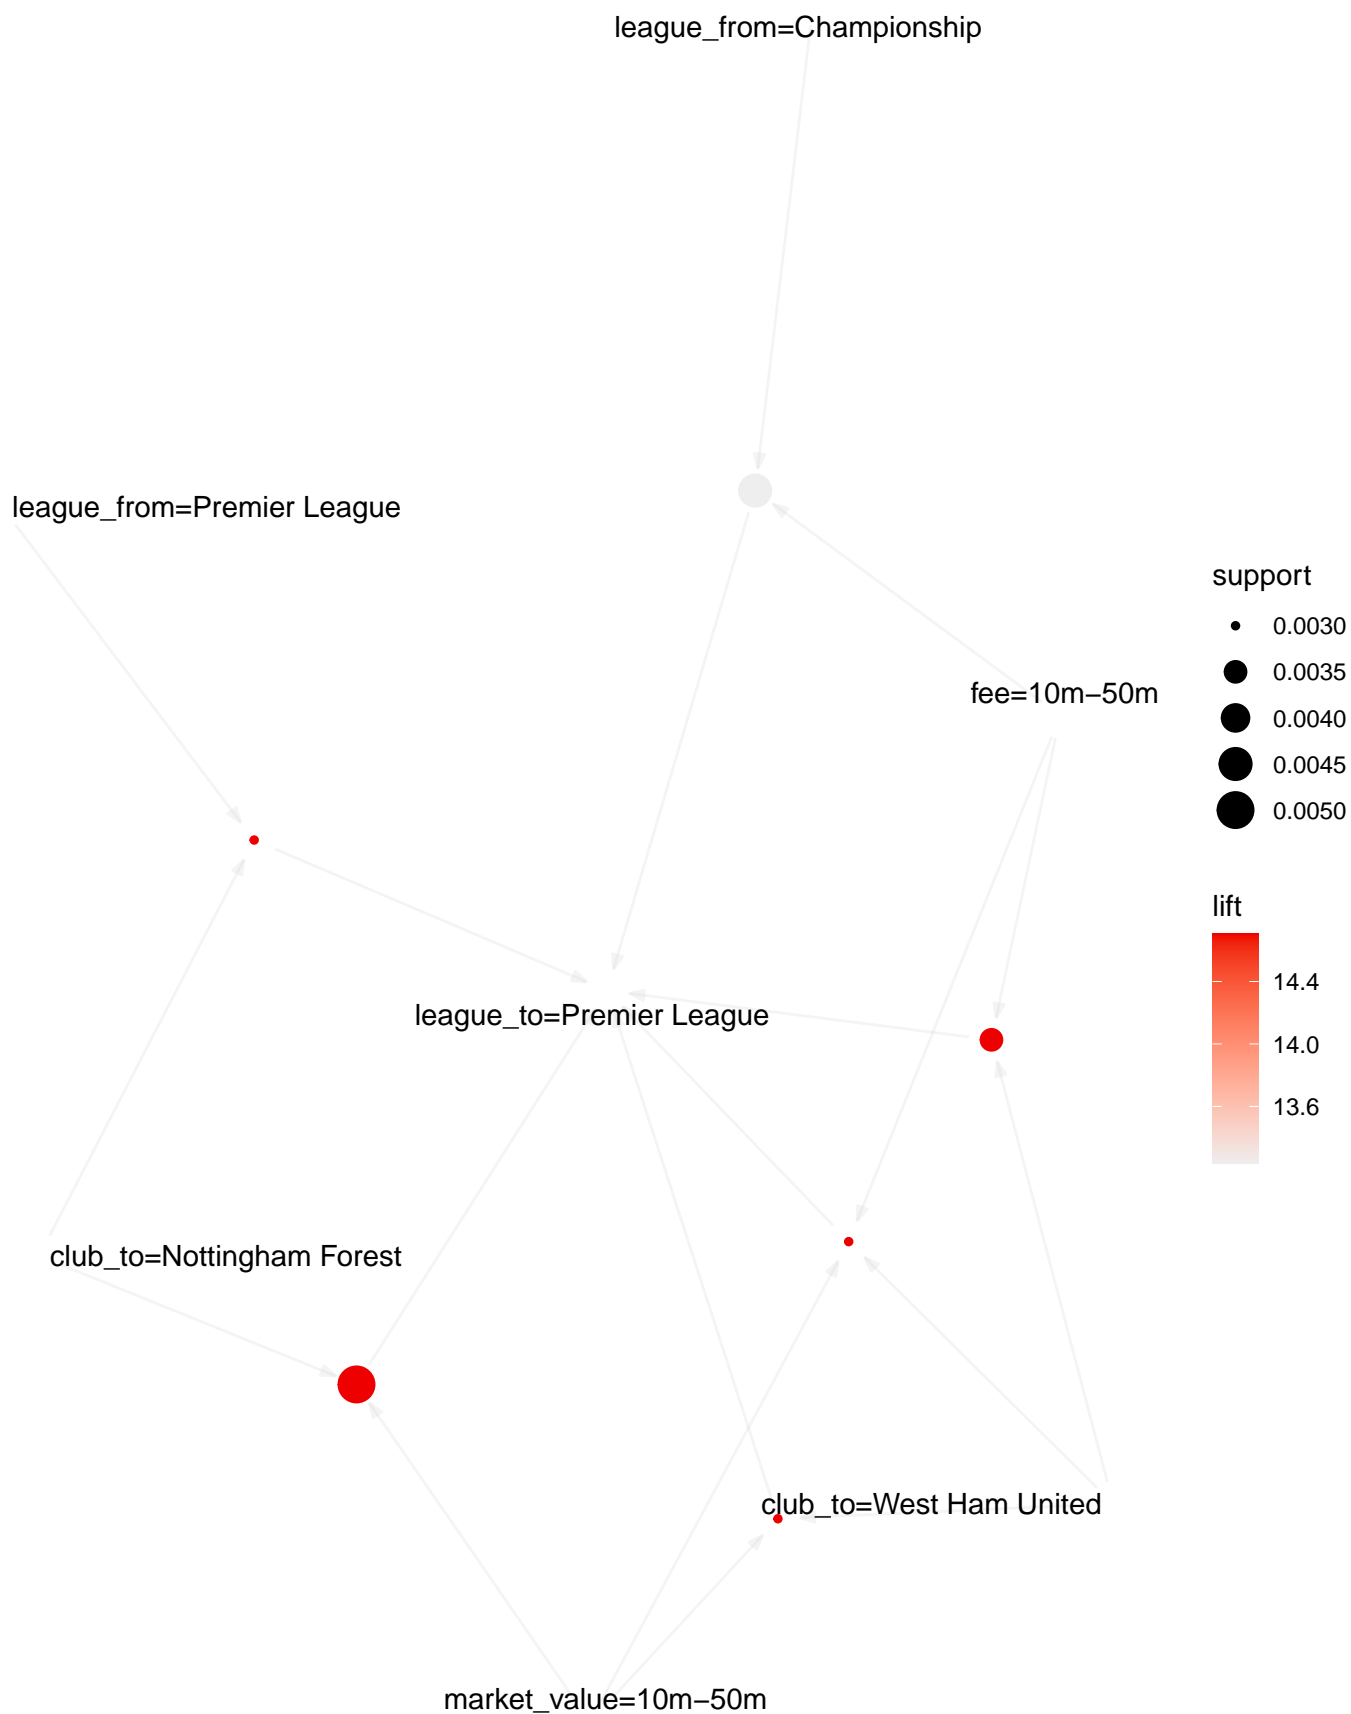 league_from=Championship
league_from=Premier League
support
0.0030
0.0035
fee=10m−50m
0.0040
0.0045
0.0050
lift
14.4
league_to=Premier League
14.0
13.6
club_to=Nottingham Forest
club_to=West Ham United
market_value=10m−50m